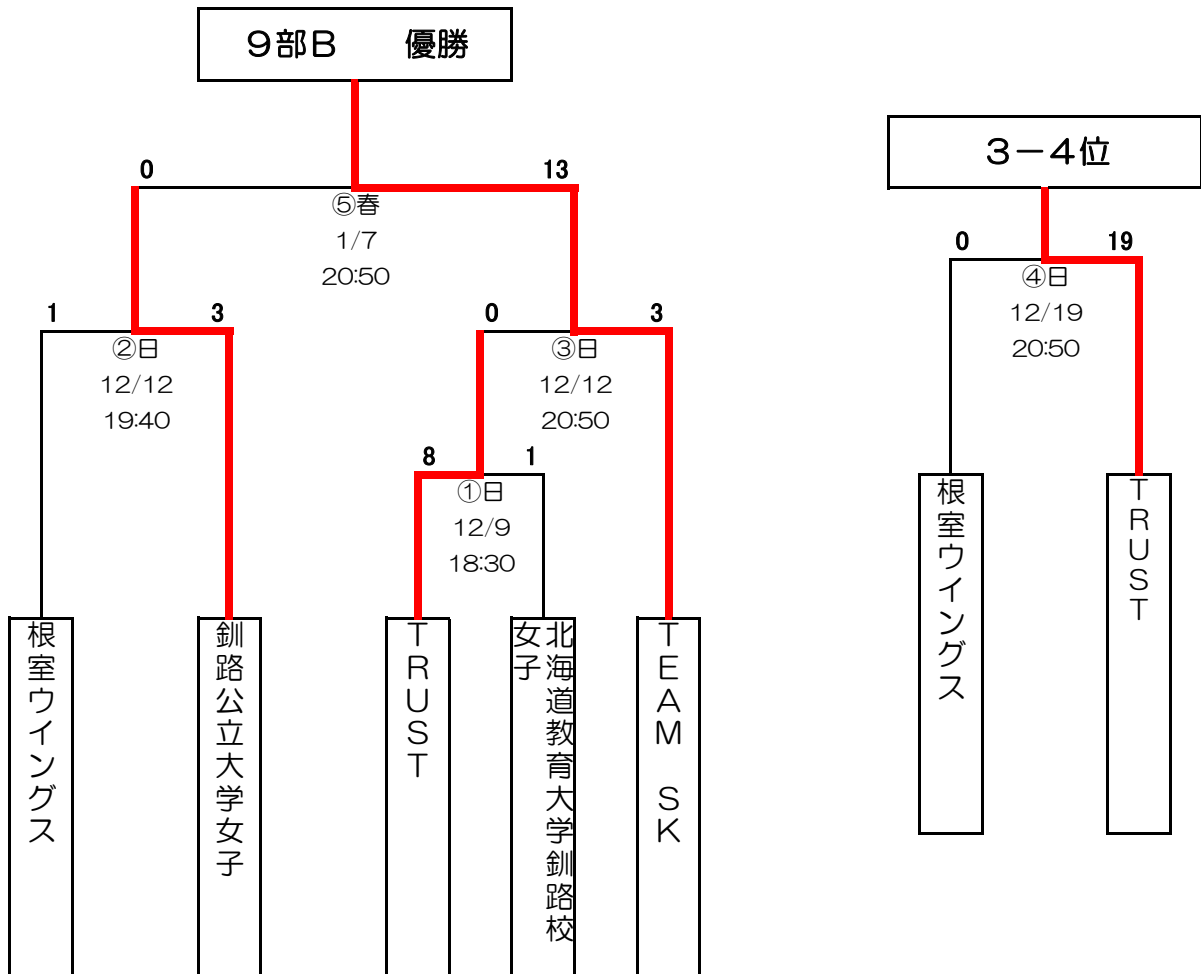 ９部Ｂ　　優勝
0
13
⑤春
1/7
20:50
1
3
②日
12/12
19:40
0
3
③日
12/12
20:50
8
1
①日
12/9
18:30
根室ウイングス
釧路公立大学女子
ＴＲＵＳＴ
北海道教育大学釧路校
女子
ＴＥＡＭ　ＳＫ
３－４位
0
19
④日
12/19
20:50
根室ウイングス
ＴＲＵＳＴ